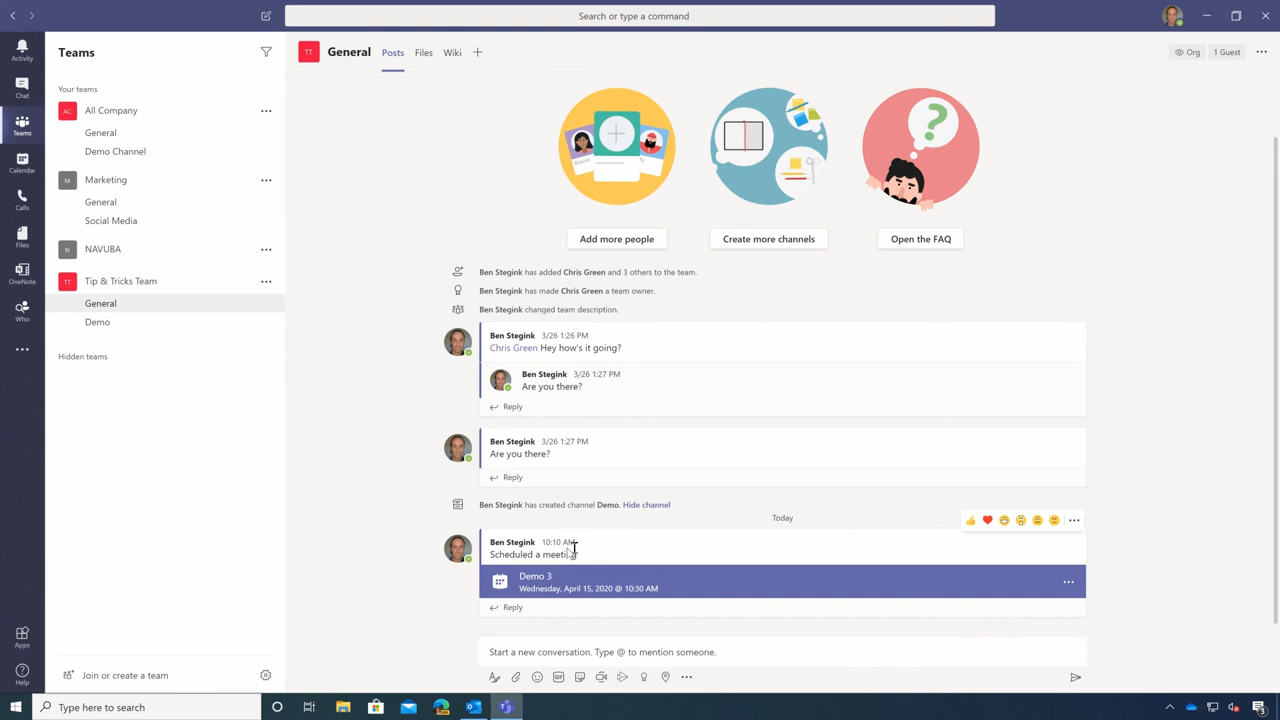 Search or type a command
Activity
Chat
Teams
Calendar
Calls
Files
OneNote
Who
Apps
Help
Teams
Your teams
AC All Company
General
Demo Channel
M Marketing
General
Social Media
N NAVUBA
TT Tip & Tricks Team
General
Demo
Hidden teams
Join or create a team
TT General Posts Files Wiki
Org 1 Guest
Add more people
Create more channels
Open the FAQ
Ben Stegink has added Chris Green and 3 others to the team.
Ben Stegink has made Chris Green a team owner.
Ben Stegink changed team description.
Ben Stegink 3/26 1:26 PM
Chris Green Hey how's it going?
Ben Stegink 3/26 1:27 PM
Are you there?
Reply
Ben Stegink 3/26 1:27 PM
Are you there?
Reply
Ben Stegink has created channel Demo. Hide channel
Today
Ben Stegink 10:10 AM
Scheduled a meeting
Demo 3
Wednesday, April 15, 2020 @ 10:30 AM
Reply
Start a new conversation. Type @ to mention someone.
GIF
Type here to search